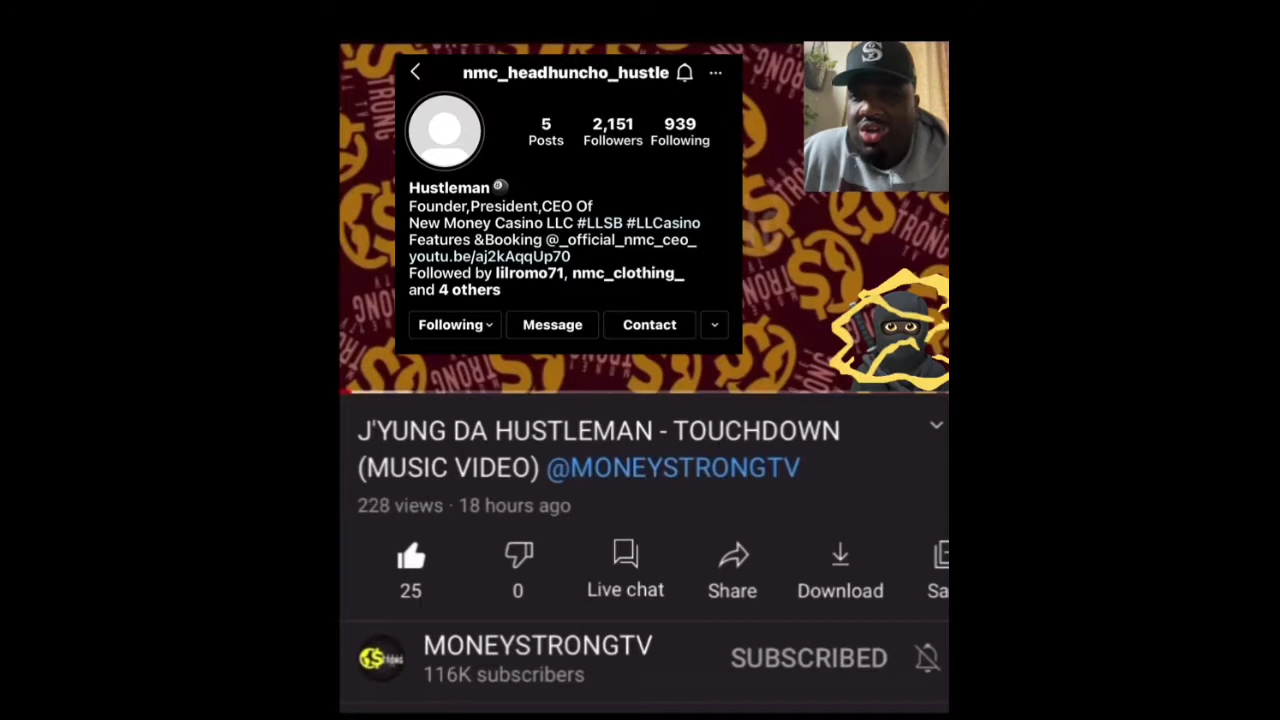 nmc_headhuncho_hustle
5 2,151 939
Posts Followers Following
Hustleman
Founder,President,CEO Of
New Money Casino LLC #LLSB #LLCasino
Features &Booking @_official_nmc_ceo_
youtu.be/aj2kAqqUp70
Followed by lilromo71, nmc_clothing_
and 4 others
Following Message Contact
J'YUNG DA HUSTLEMAN - TOUCHDOWN
(MUSIC VIDEO) @MONEYSTRONGTV
228 views · 18 hours ago
25 0 Live chat Share Download Sa
MONEYSTRONGTV
116K subscribers
SUBSCRIBED